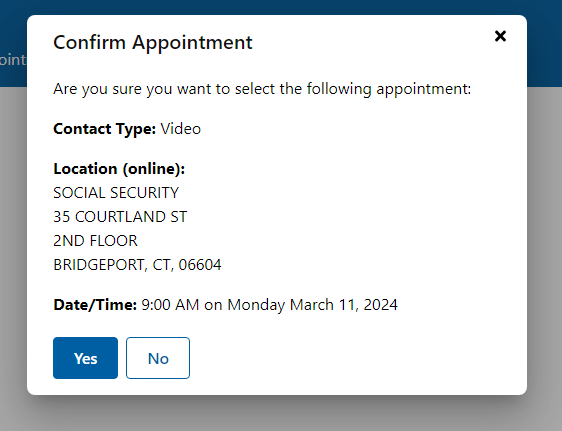 Confirm Appointment
oint
Are you sure you want to select the following appointment:
Contact Type: Video
Location (online):
SOCIAL SECURITY
35 COURTLAND ST
2ND FLOOR
BRIDGEPORT, CT, 06604
Date/Time: 9:00 AM on Monday March 11, 2024
Yes
No